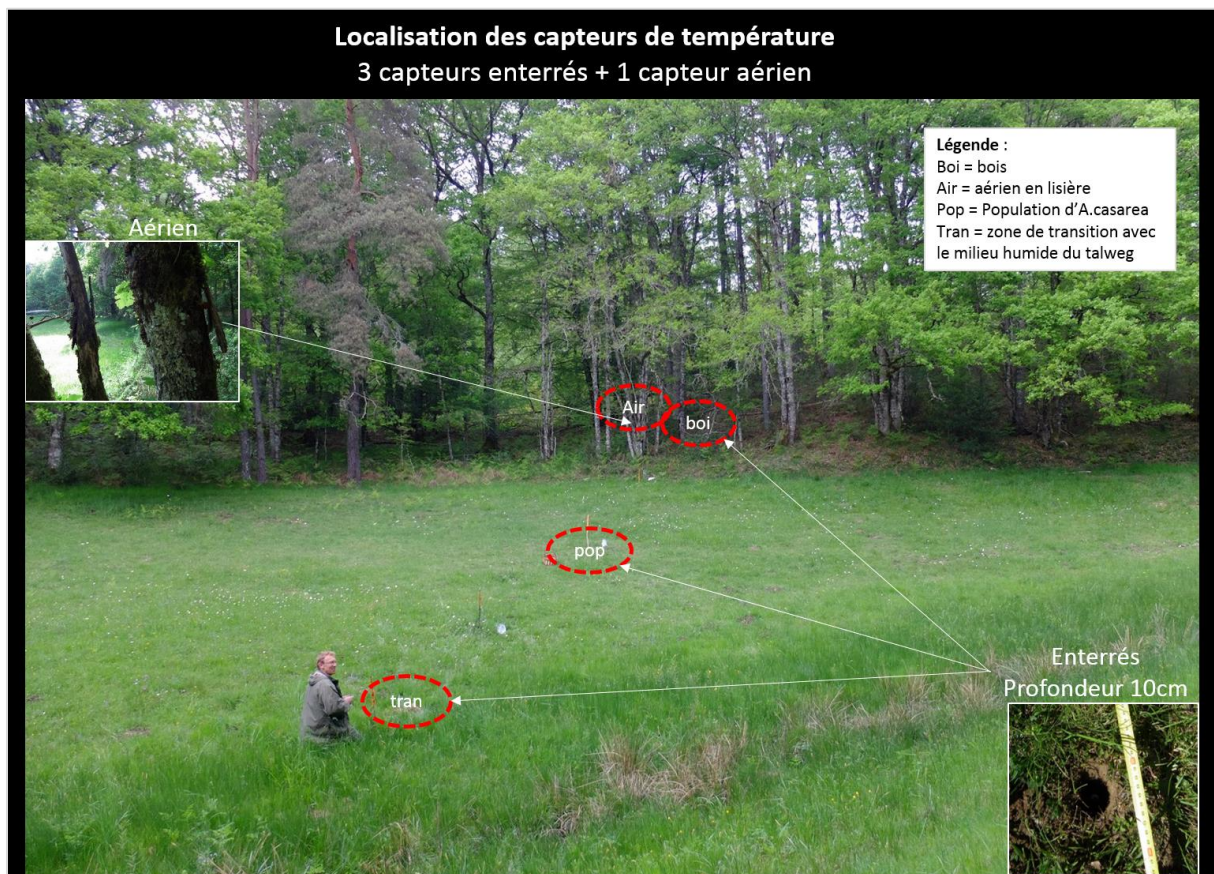 Localisation des capteurs de température
3 capteurs enterrés + 1 capteur aérien
Légende :
Boi = bois
Air = aérien en lisière
Pop = Population d'A.casarea
Tran = zone de transition avec
le milieu humide du talweg
Aérien
Air
boi
pop
tran
Enterrés
Profondeur 10cm